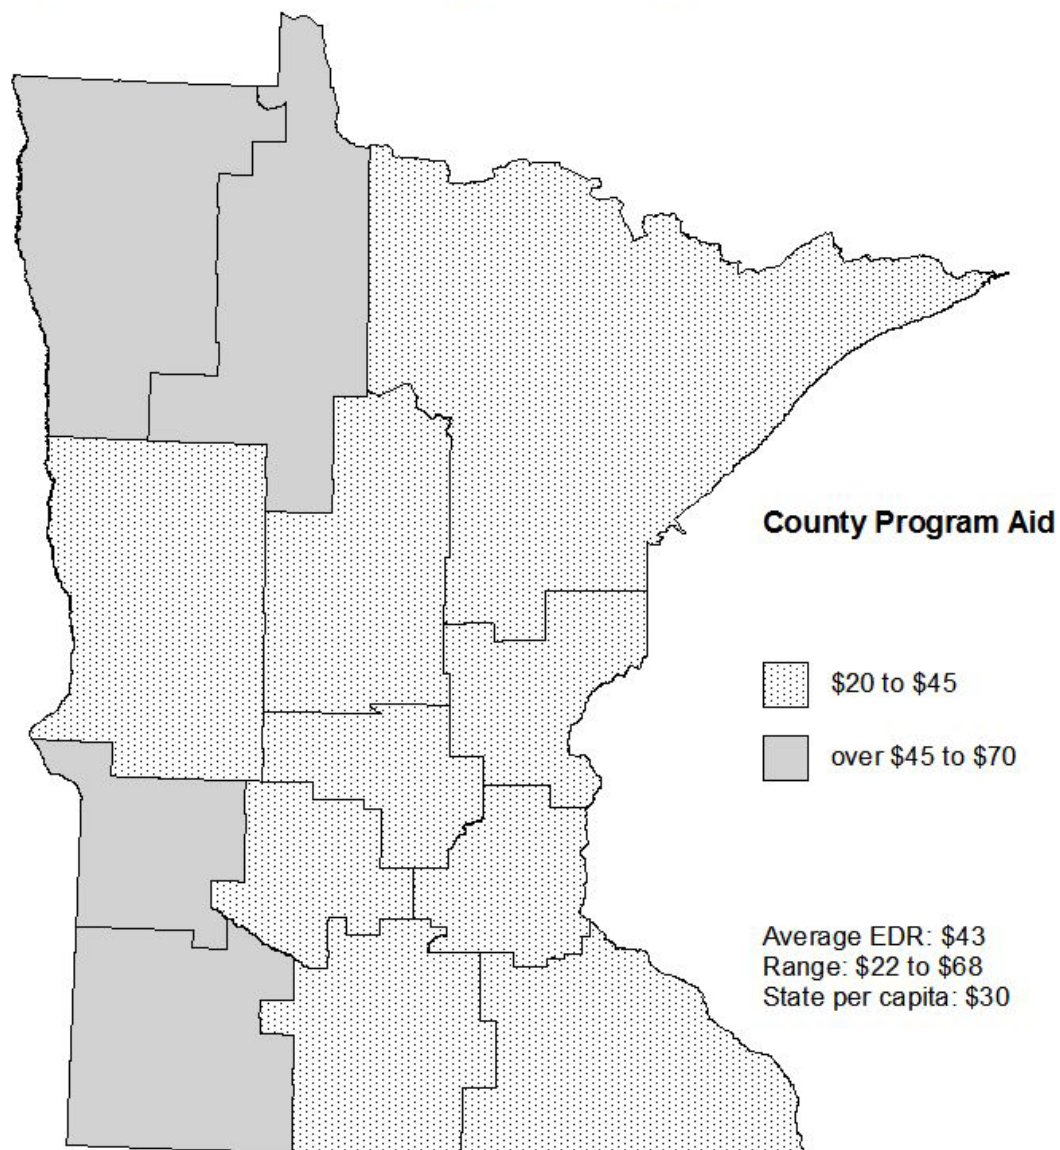 County Program Aid
$20 to $45
over $45 to $70
Average EDR: $43
Range: $22 to $68
State per capita: $30